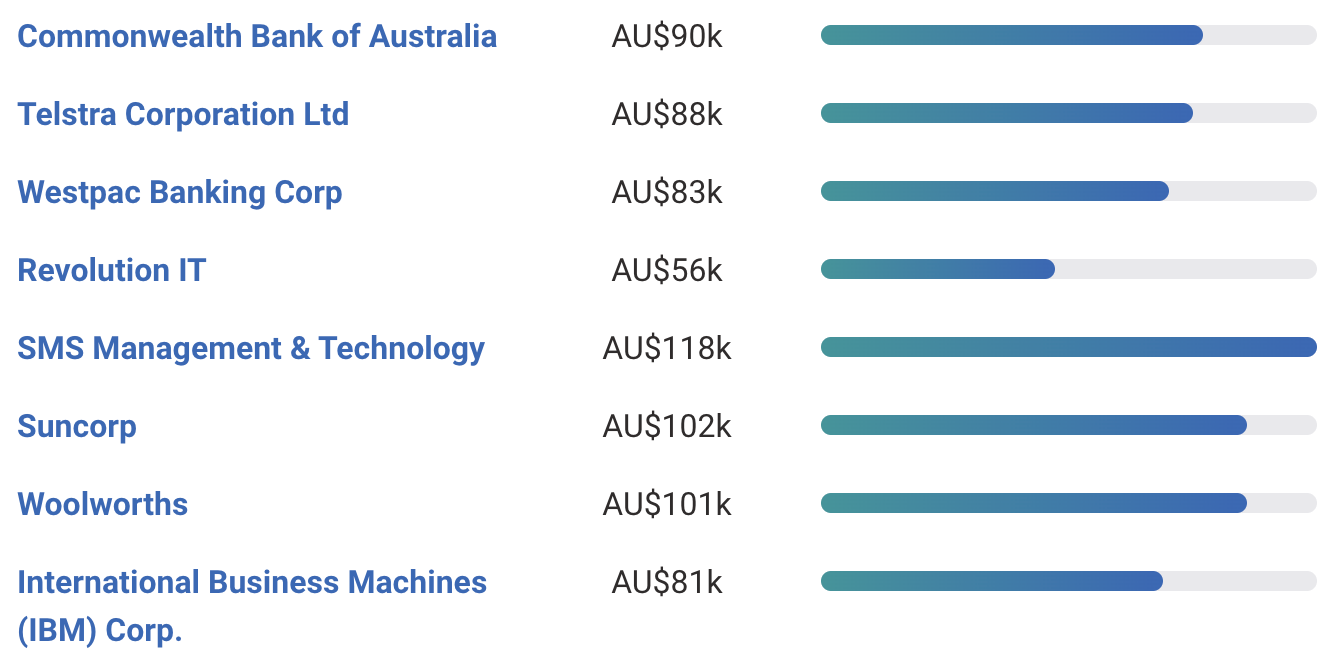 Commonwealth Bank of Australia AU$90k
Telstra Corporation Ltd AU$88k
Westpac Banking Corp AU$83k
Revolution IT AU$56k
SMS Management & Technology AU$118k
Suncorp AU$102k
Woolworths AU$101k
International Business Machines AU$81k
(IBM) Corp.